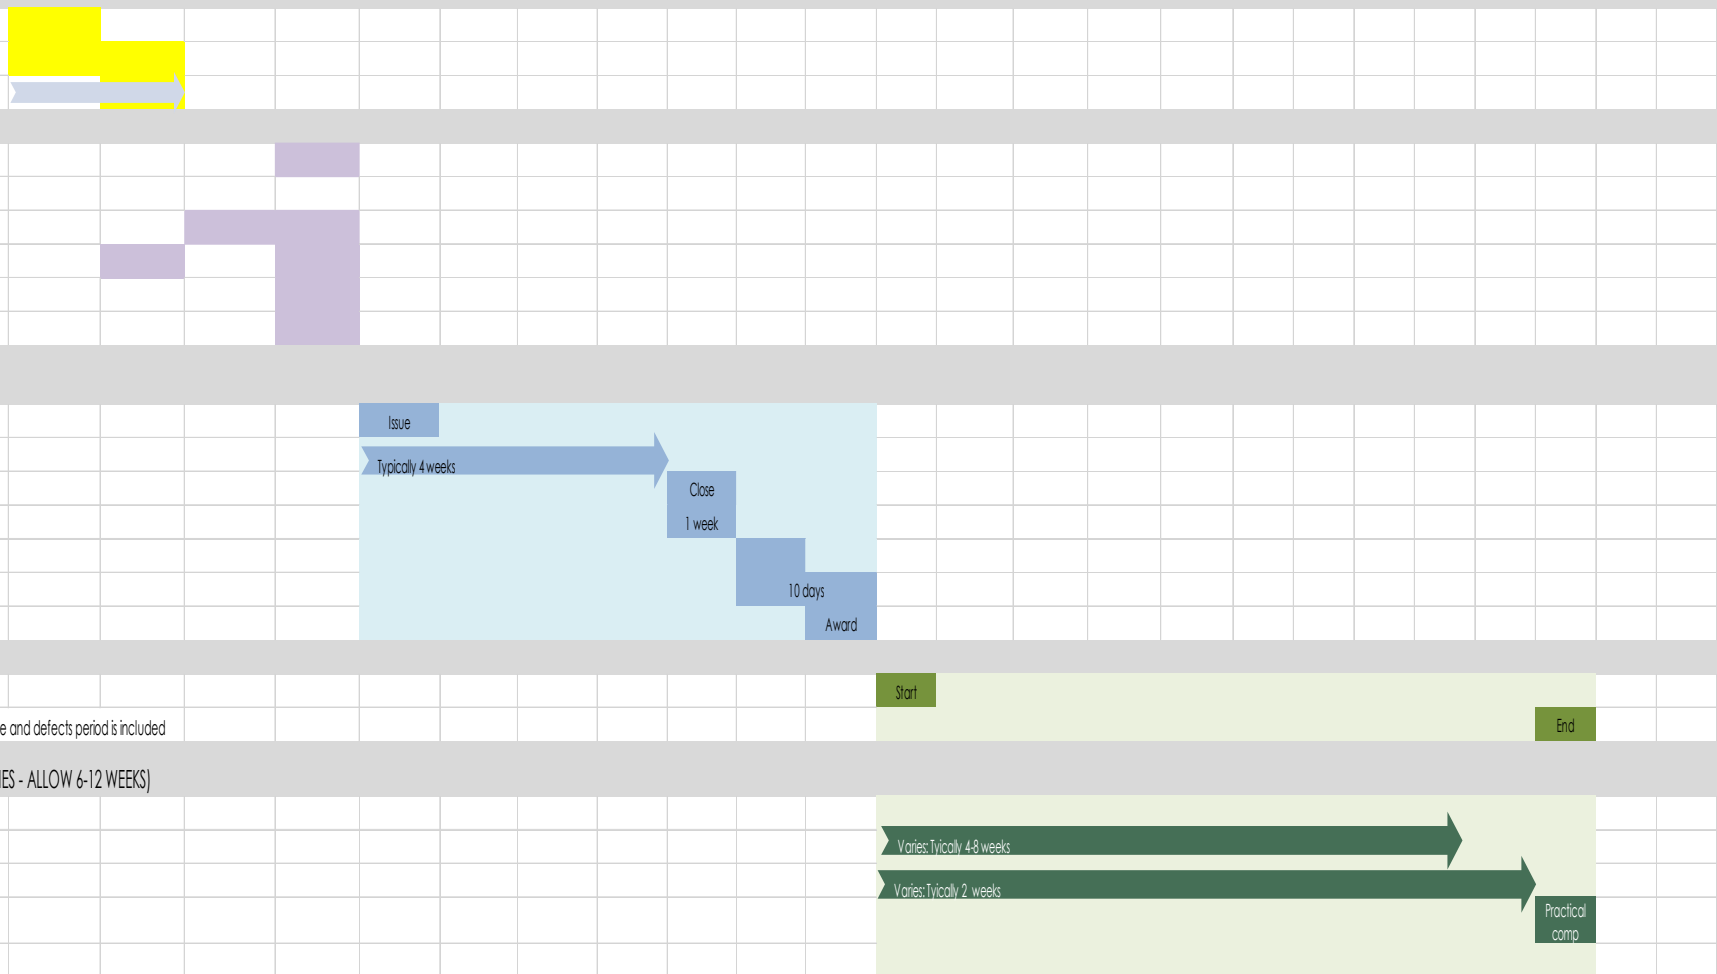 Issue
Typically 4 weeks
Close
1 week
10 days
Award
Start
e and defects period is included
End
IES - ALLOW 6-12 WEEKS)
Varies: Tyically 4-8 weeks
Varies: Tyically 2 weeks
Practical
comp